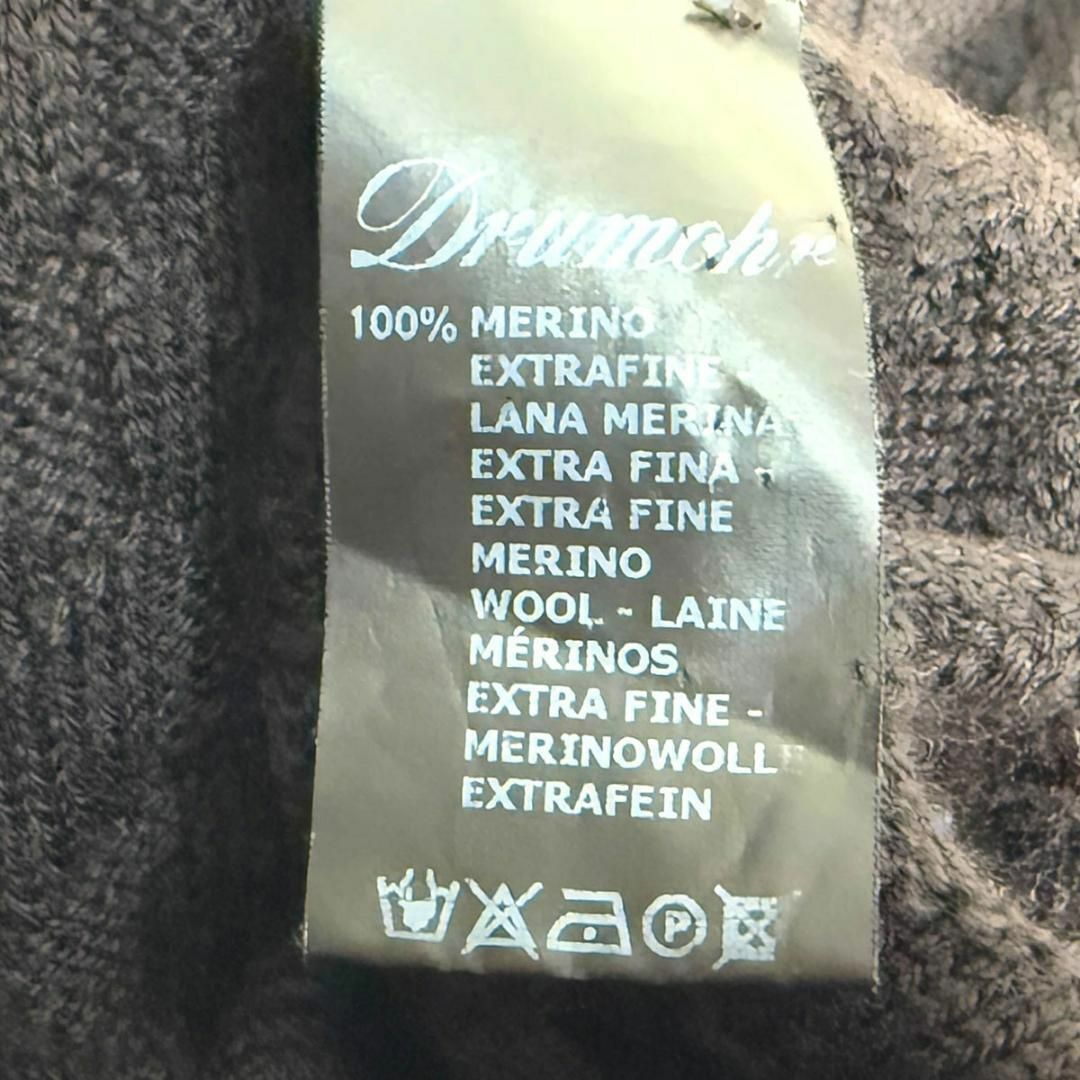 Drumohr
100% MERINO
EXTRAFINE -
LANA MERINA
EXTRA FINA -
EXTRA FINE
MERINO
WOOL - LAINE
MÉRINOS
EXTRA FINE -
MERINOWOLLE
EXTRAFEIN
P